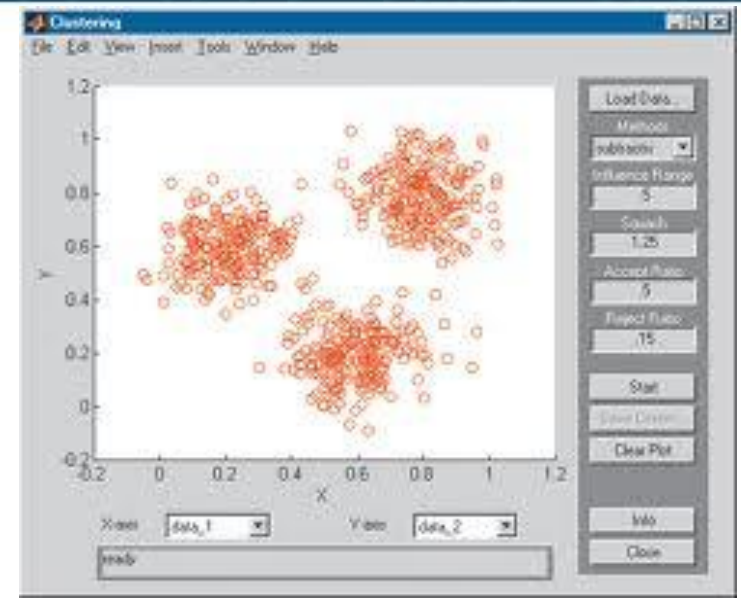 Clustering
File Edit View Insert Tools Window Help
1.2
1
0.8
0.6
0.4
0.2
0
-0.2
Y
-0.2 0 0.2 0.4 0.6 0.8 1 1.2
X
X-axis data_1 Y-axis data_2
ready
Load Data...
Methods
subtractiv
Influence Range
.5
Squash
1.25
Accept Ratio
.5
Reject Ratio
.15
Start
Save Center...
Clear Plot
Info
Close